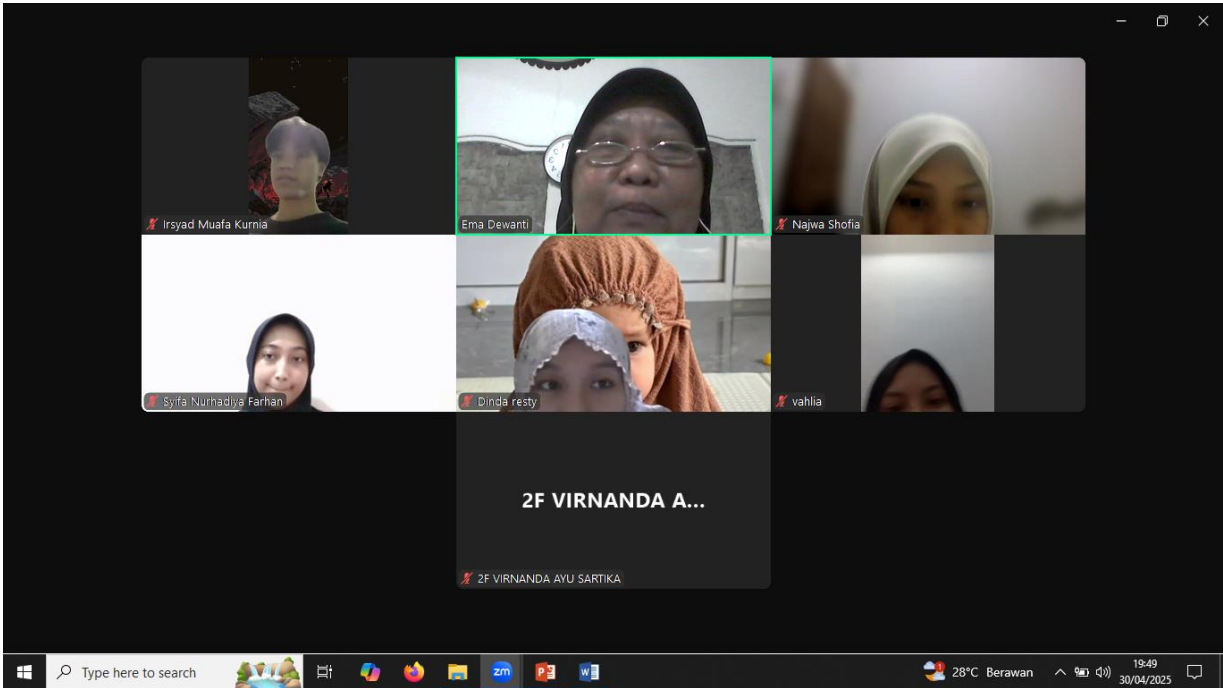 Irsyad Muafa Kurnia
Ema Dewanti
Najwa Shofia
Syifa Nurhadiya Farhan
Dinda resty
vahlia
2F VIRNANDA A...
2F VIRNANDA AYU SARTIKA
Type here to search
zm
28°C Berawan
19:49
30/04/2025